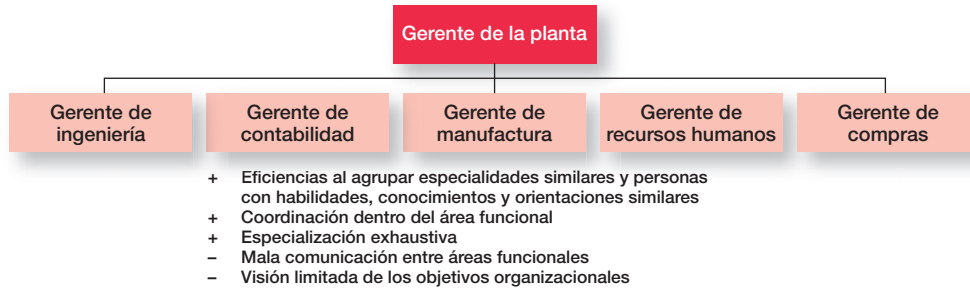 Gerente de la planta
Gerente de
ingeniería
Gerente de
contabilidad
Gerente de
manufactura
Gerente de
recursos humanos
Gerente de
compras
+ Eficiencias al agrupar especialidades similares y personas
con habilidades, conocimientos y orientaciones similares
+ Coordinación dentro del área funcional
+ Especialización exhaustiva
– Mala comunicación entre áreas funcionales
– Visión limitada de los objetivos organizacionales